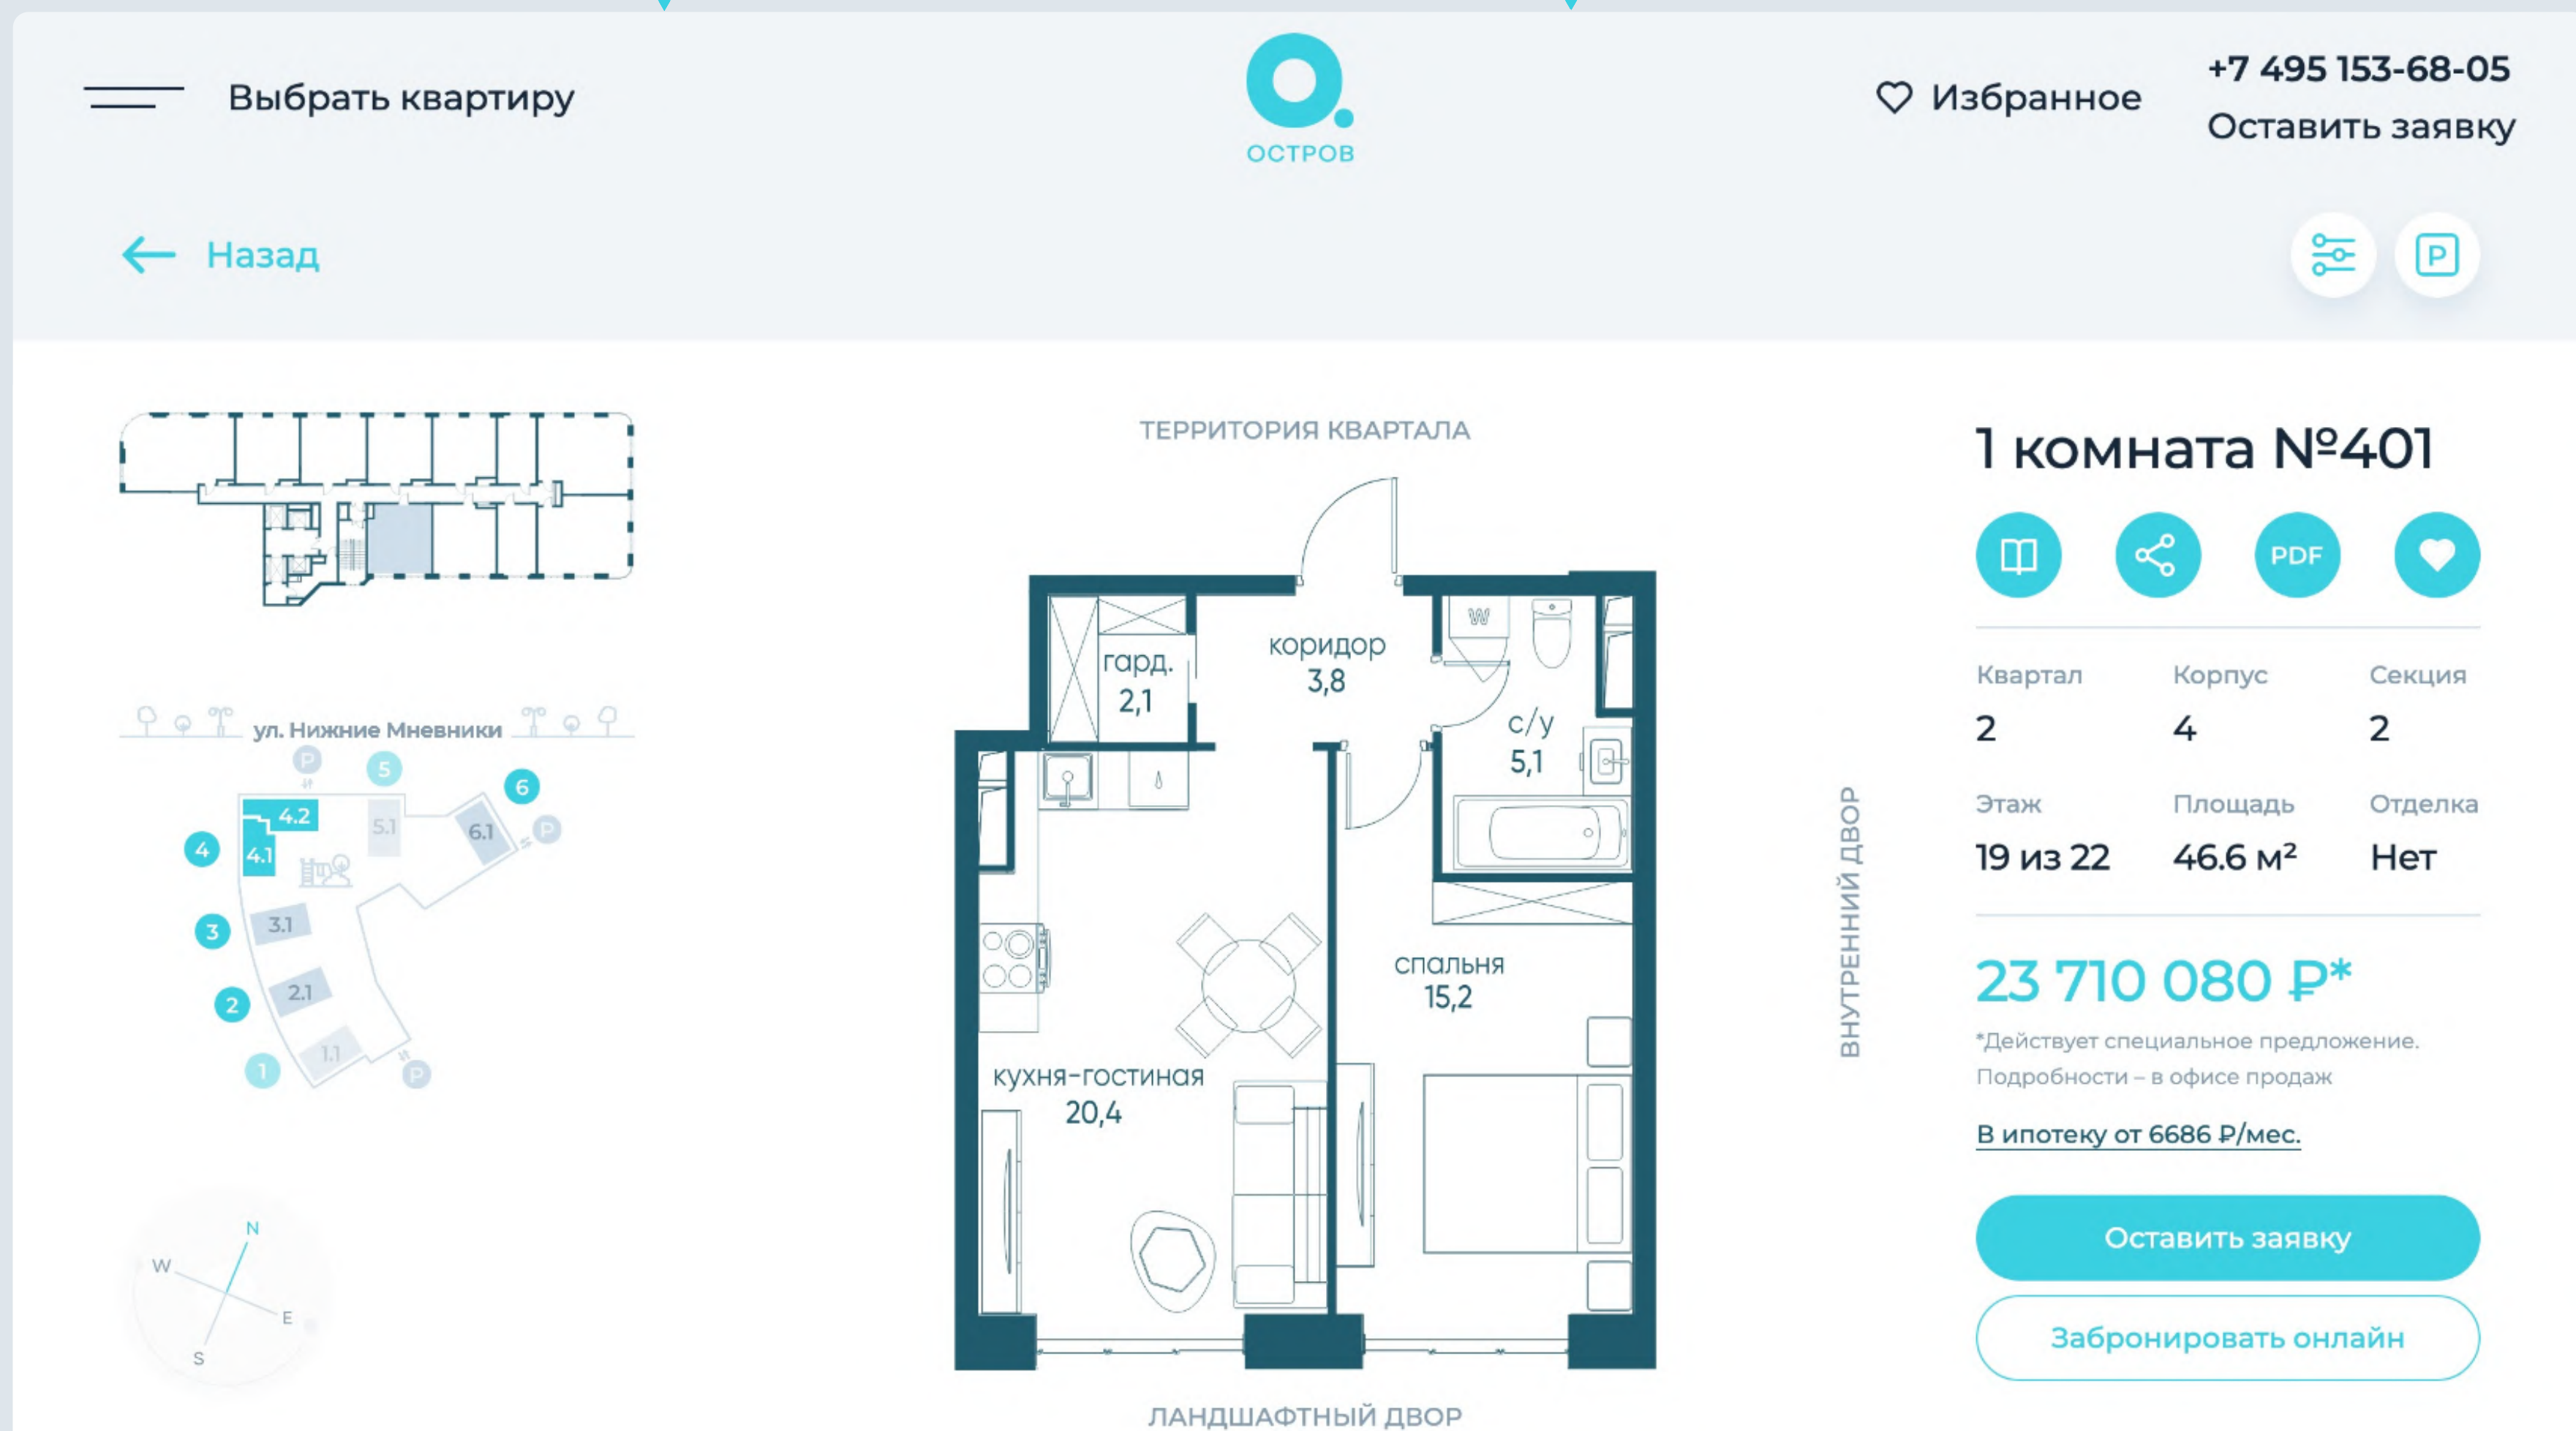 Выбрать квартиру
ОСТРОВ
Избранное
+7 495 153-68-05
Оставить заявку
Назад
P
ТЕРРИТОРИЯ КВАРТАЛА
гард.
2,1
коридор
3,8
W
с/у
5,1
кухня-гостиная
20,4
спальня
15,2
ВНУТРЕННИЙ ДВОР
ЛАНДШАФТНЫЙ ДВОР
ул. Нижние Мневники
P
5
6
4.2
5.1
6.1
P
4
4.1
3
3.1
2
2.1
1
1.1
P
N
W
E
S
1 комната №401
PDF
Квартал Корпус Секция
2 4 2
Этаж Площадь Отделка
19 из 22 46.6 м² Нет
23 710 080 ₽*
*Действует специальное предложение.
Подробности – в офисе продаж
В ипотеку от 6686 ₽/мес.
Оставить заявку
Забронировать онлайн